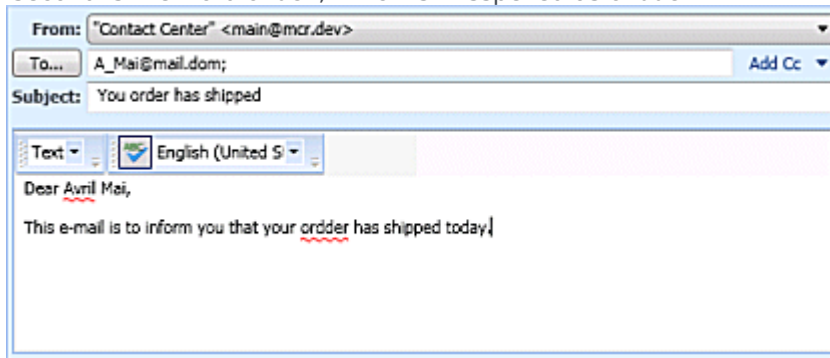 From: "Contact Center" <main@mcr.dev>
To... A_Mai@mail.dom; Add Cc
Subject: You order has shipped
Text ABC English (United S
Dear Avril Mai,
This e-mail is to inform you that your ordder has shipped today.